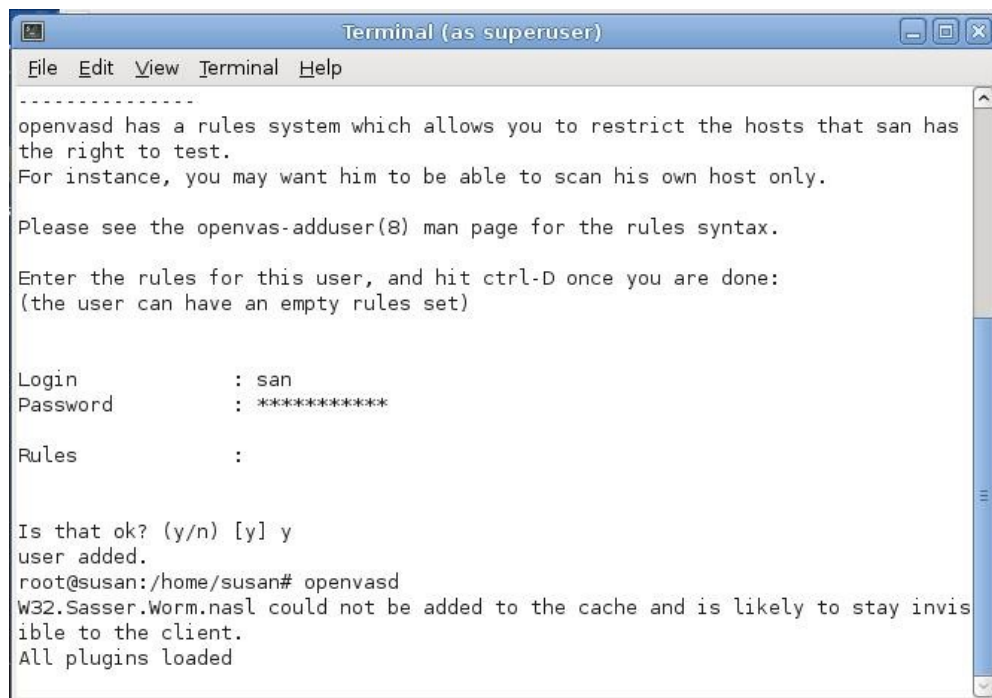 Terminal (as superuser)
File Edit View Terminal Help
---------------
openvasd has a rules system which allows you to restrict the hosts that san has
the right to test.
For instance, you may want him to be able to scan his own host only.
Please see the openvas-adduser(8) man page for the rules syntax.
Enter the rules for this user, and hit ctrl-D once you are done:
(the user can have an empty rules set)
Login : san
Password : ***********
Rules :
Is that ok? (y/n) [y] y
user added.
root@susan:/home/susan# openvasd
W32.Sasser.Worm.nasl could not be added to the cache and is likely to stay invis
ible to the client.
All plugins loaded